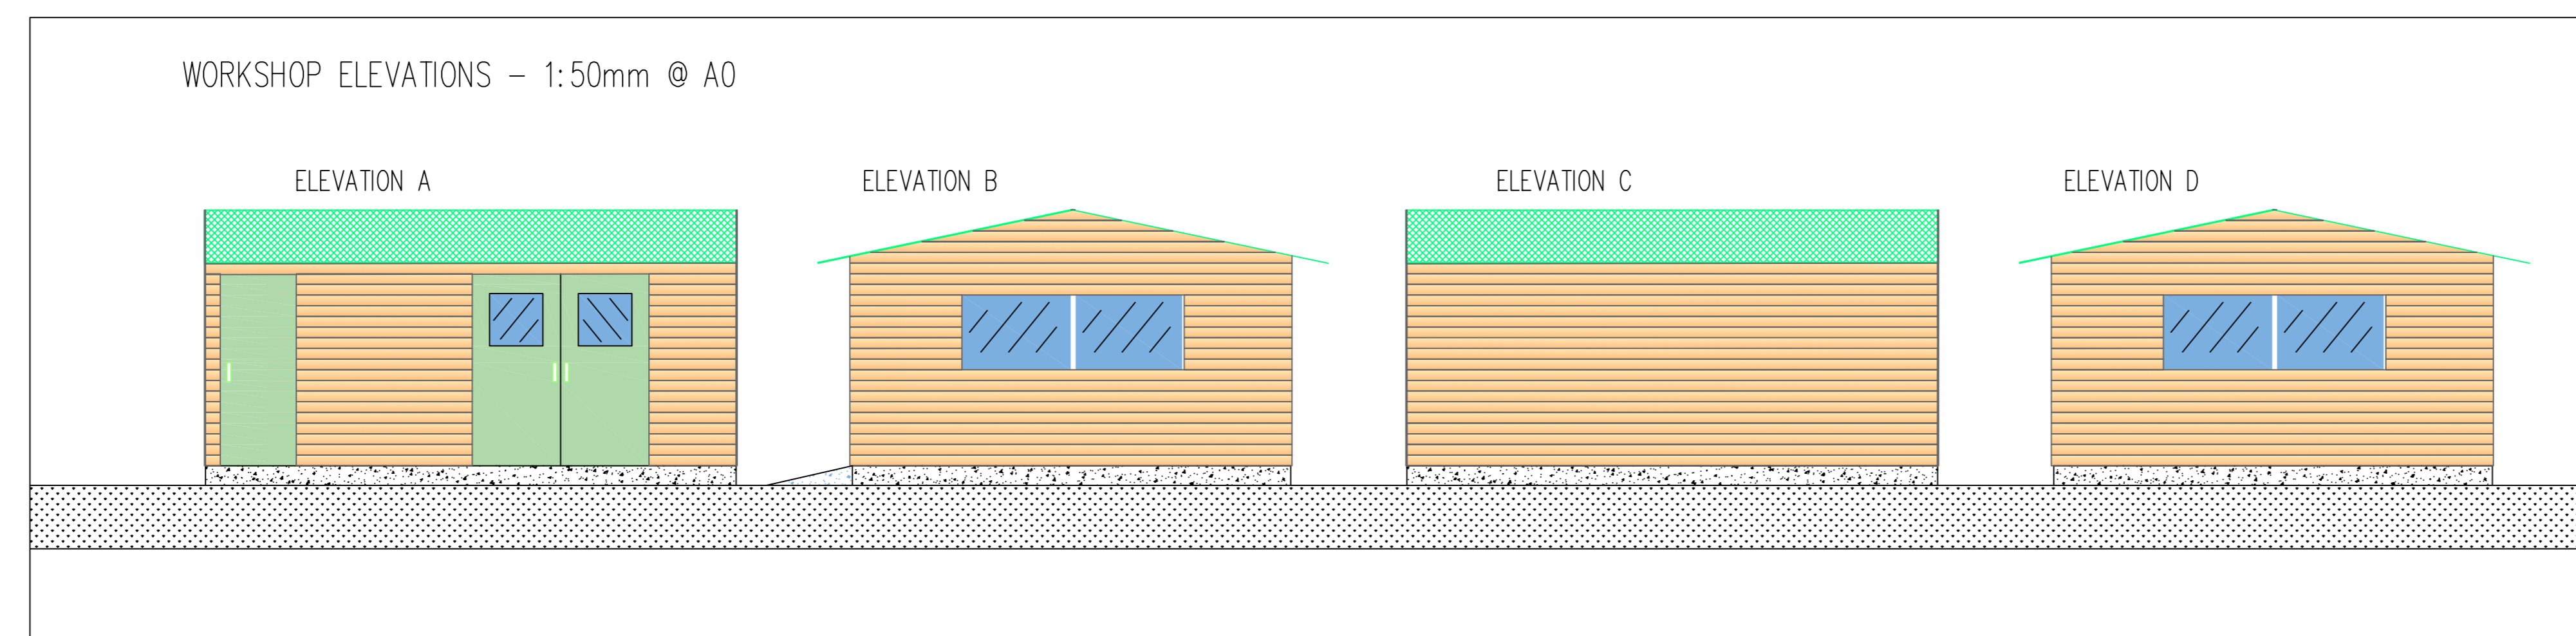 WORKSHOP ELEVATIONS – 1:50mm @ A0
ELEVATION A
ELEVATION B
ELEVATION C
ELEVATION D